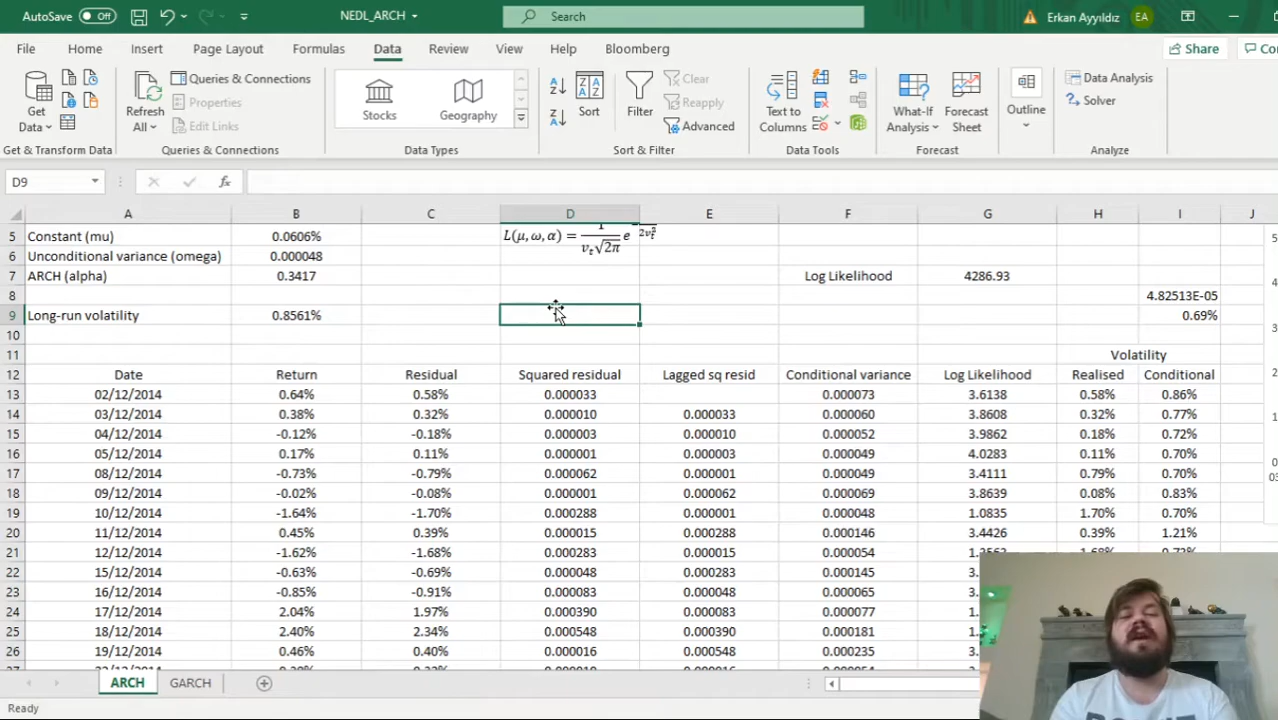 AutoSave Off NEDL_ARCH Search Erkan Ayyıldız EA
File Home Insert Page Layout Formulas Data Review View Help Bloomberg Share Co
Get Data Refresh All Queries & Connections Properties Edit Links Stocks Geography Sort Filter Clear Reapply Advanced Text to Columns What-If Analysis Forecast Sheet Outline Data Analysis Solver
Get & Transform Data Queries & Connections Data Types Sort & Filter Data Tools Forecast Analyze
D9 fx
A B C D E F G H I J
5 Constant (mu) 0.0606% L(μ, ω, α) = 1 / vₜ√2π e 2vₜ²
6 Unconditional variance (omega) 0.000048
7 ARCH (alpha) 0.3417 Log Likelihood 4286.93
8 4.82513E-05
9 Long-run volatility 0.8561% 0.69%
10
11 Volatility
12 Date Return Residual Squared residual Lagged sq resid Conditional variance Log Likelihood Realised Conditional
13 02/12/2014 0.64% 0.58% 0.000033 0.000073 3.6138 0.58% 0.86%
14 03/12/2014 0.38% 0.32% 0.000010 0.000033 0.000060 3.8608 0.32% 0.77%
15 04/12/2014 -0.12% -0.18% 0.000003 0.000010 0.000052 3.9862 0.18% 0.72%
16 05/12/2014 0.17% 0.11% 0.000001 0.000003 0.000049 4.0283 0.11% 0.70%
17 08/12/2014 -0.73% -0.79% 0.000062 0.000001 0.000049 3.4111 0.79% 0.70%
18 09/12/2014 -0.02% -0.08% 0.000001 0.000062 0.000069 3.8639 0.08% 0.83%
19 10/12/2014 -1.64% -1.70% 0.000288 0.000001 0.000048 1.0835 1.70% 0.70%
20 11/12/2014 0.45% 0.39% 0.000015 0.000288 0.000146 3.4426 0.39% 1.21%
21 12/12/2014 -1.62% -1.68% 0.000283 0.000015 0.000054
22 15/12/2014 -0.63% -0.69% 0.000048 0.000283 0.000145 3.
23 16/12/2014 -0.85% -0.91% 0.000083 0.000048 0.000065 3.
24 17/12/2014 2.04% 1.97% 0.000390 0.000083 0.000077 1.
25 18/12/2014 2.40% 2.34% 0.000548 0.000390 0.000181 1.
26 19/12/2014 0.46% 0.40% 0.000016 0.000548 0.000235 3.
ARCH GARCH
Ready